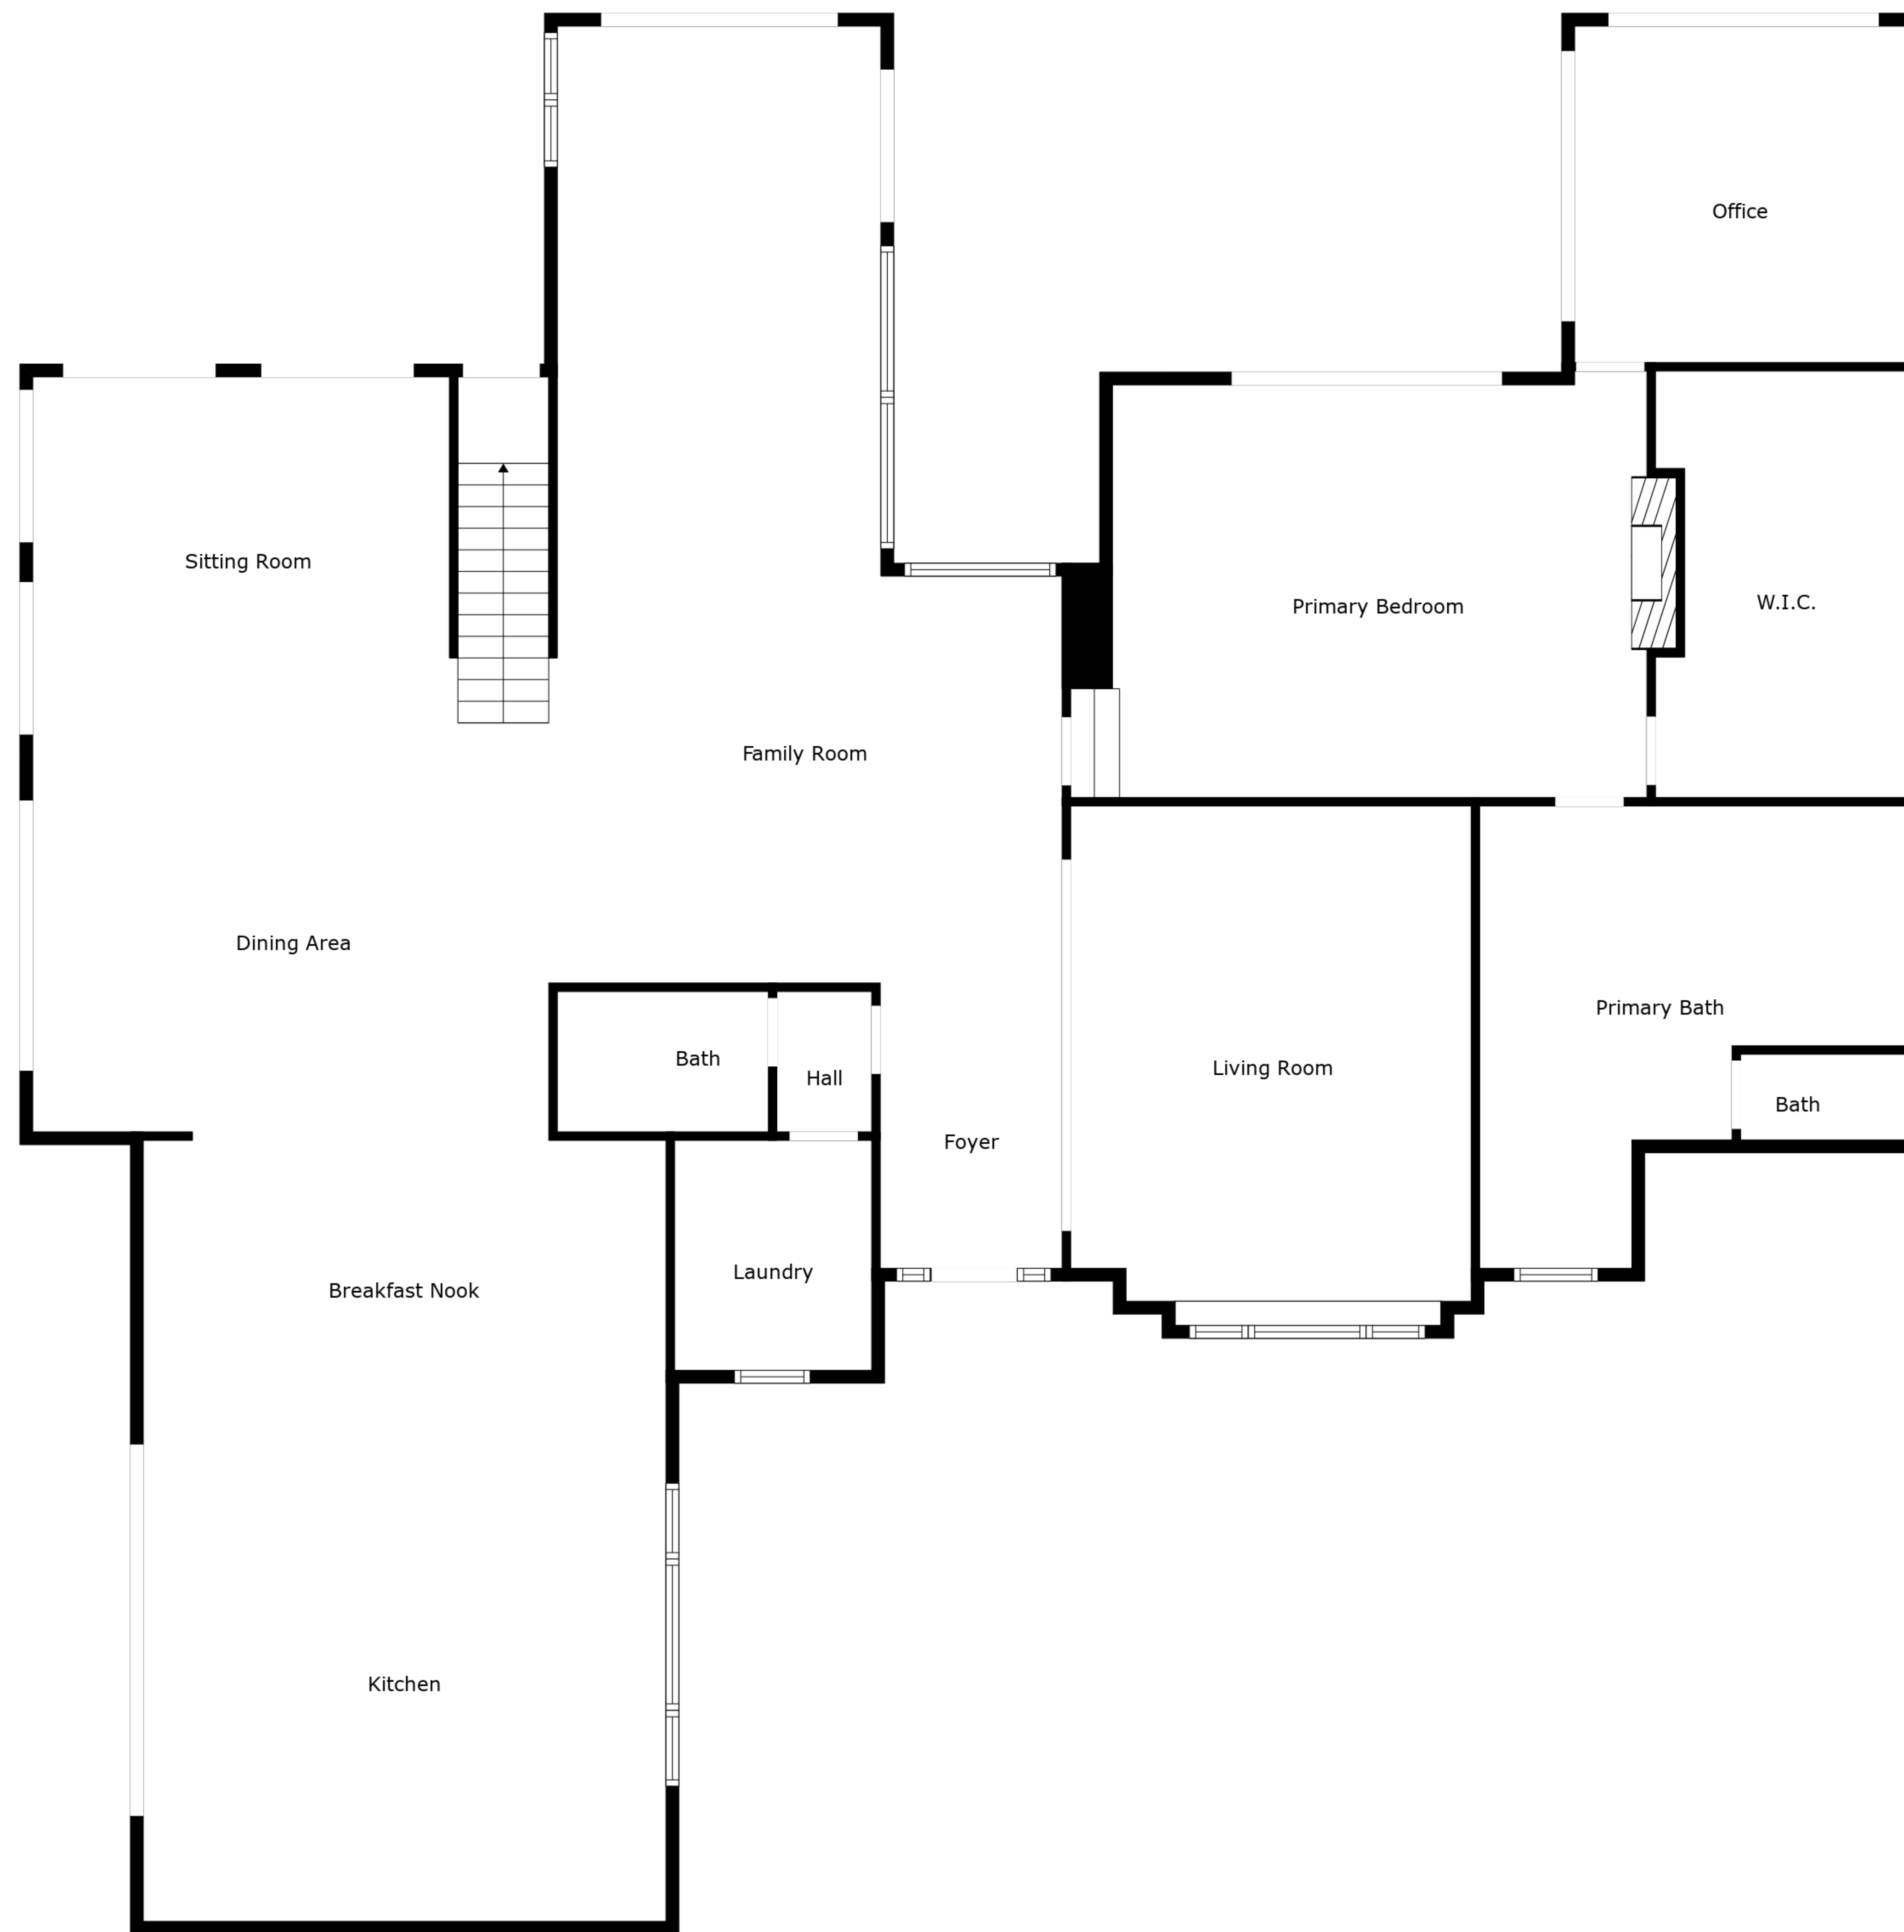 Office
Sitting Room
Primary Bedroom
W.I.C.
Family Room
Dining Area
Primary Bath
Bath
Living Room
Hall
Bath
Foyer
Laundry
Breakfast Nook
Kitchen